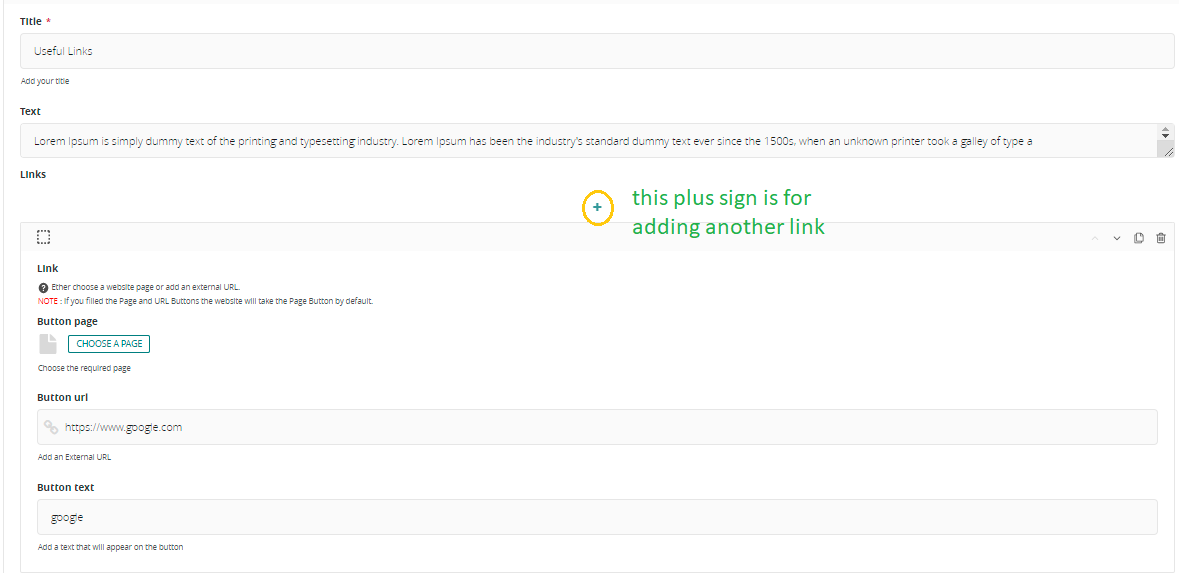 Title *
Useful Links
Add your title
Text
Lorem Ipsum is simply dummy text of the printing and typesetting industry. Lorem Ipsum has been the industry's standard dummy text ever since the 1500s, when an unknown printer took a galley of type a
Links
+ this plus sign is for
adding another link
Link
? Ether choose a website page or add an external URL.
NOTE : If you filled the Page and URL Buttons the website will take the Page Button by default.
Button page
CHOOSE A PAGE
Choose the required page
Button url
https://www.google.com
Add an External URL
Button text
google
Add a text that will appear on the button